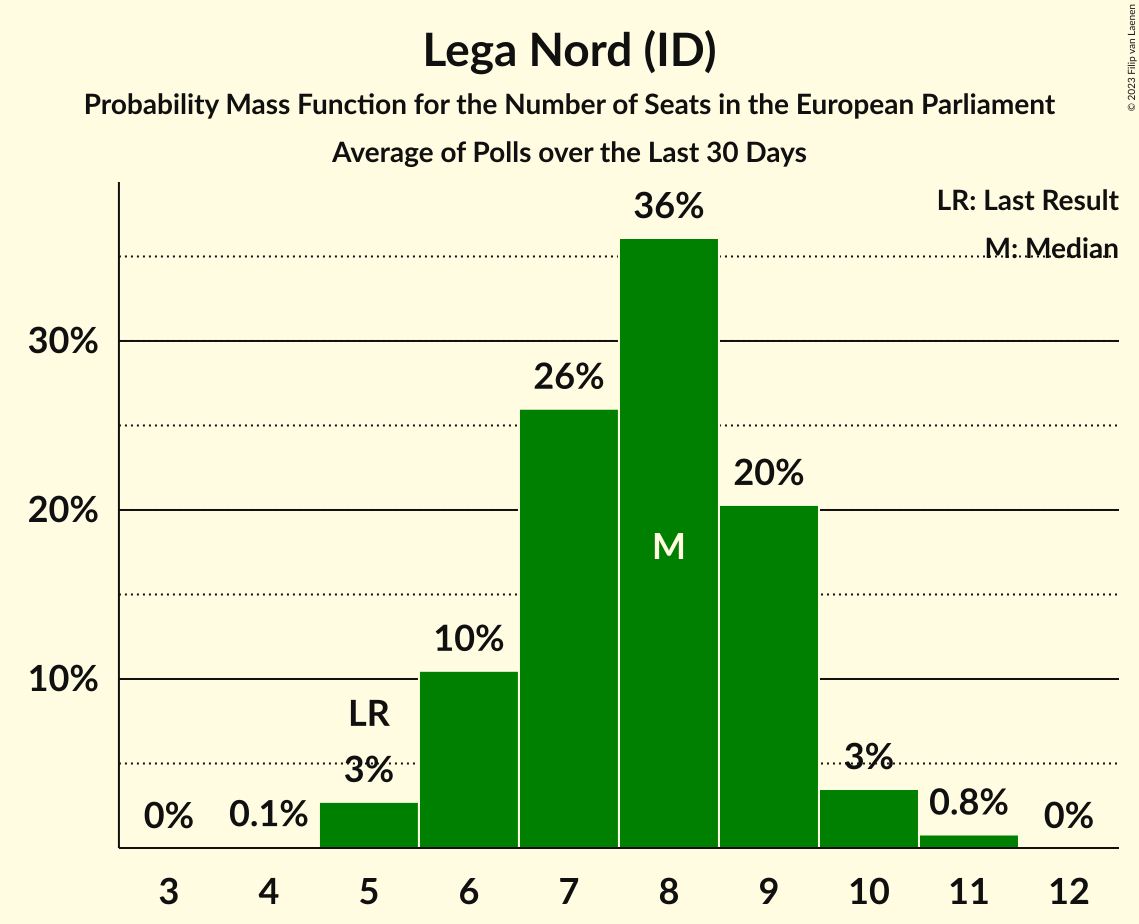 Lega Nord (ID)
Probability Mass Function for the Number of Seats in the European Parliament
Average of Polls over the Last 30 Days
© 2023 Filip van Laenen
LR: Last Result
M: Median
36%
30%
26%
20%
20%
M
10%
10%
LR
3%
3%
0%
0.1%
0.8%
0%
3 4 5 6 7 8 9 10 11 12